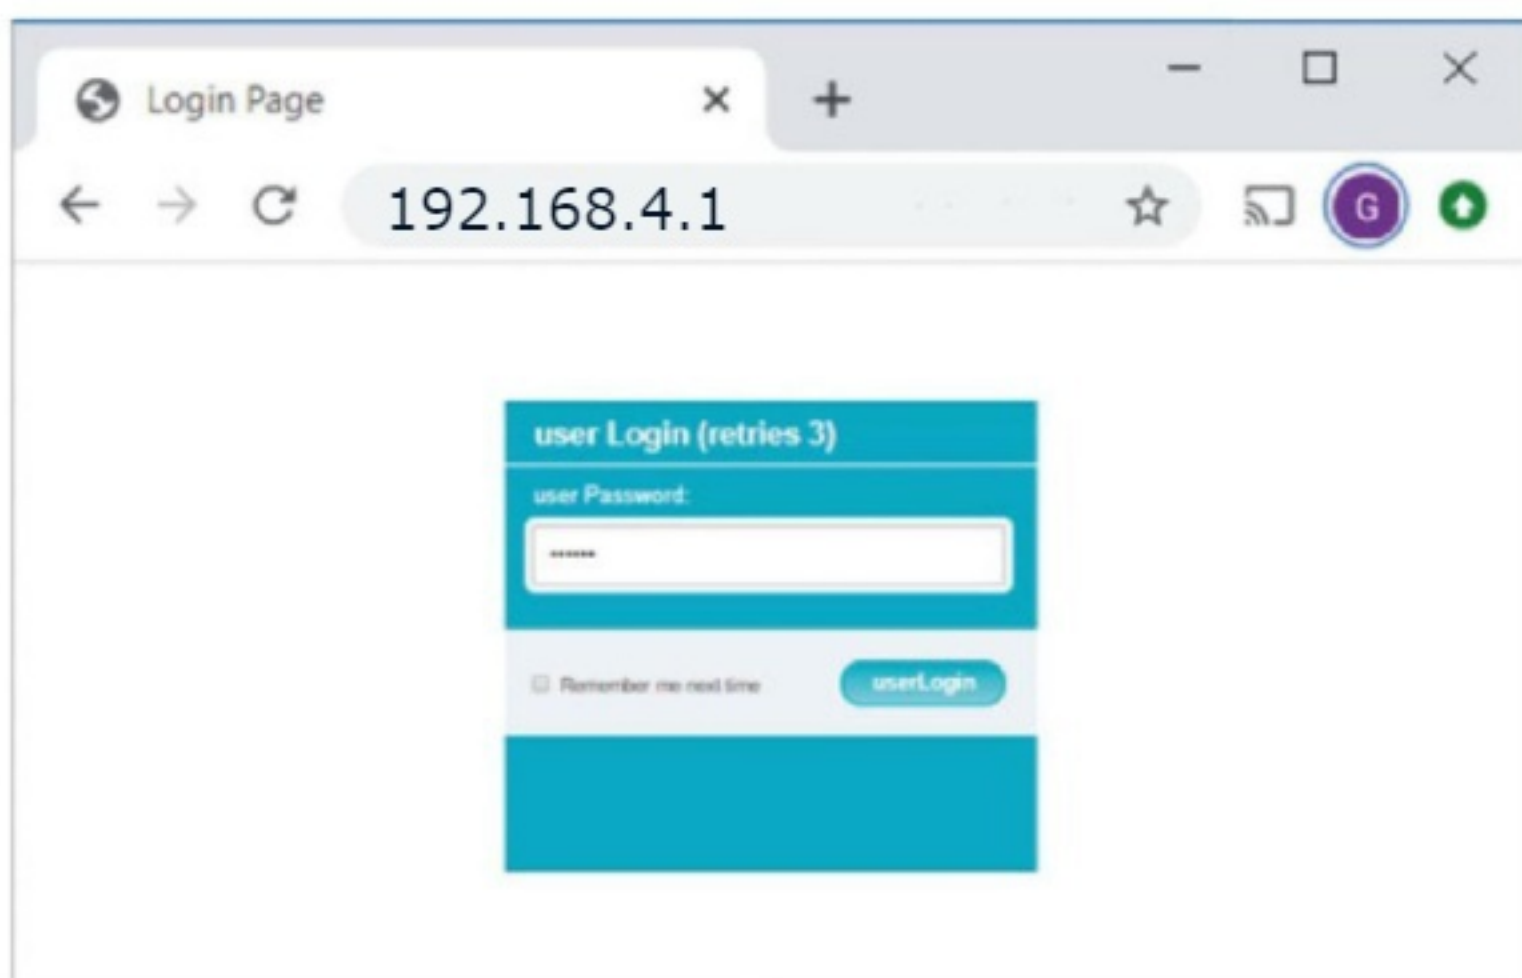 Login Page
192.168.4.1
G
user Login (retries 3)
user Password:
Remember me next time
userLogin